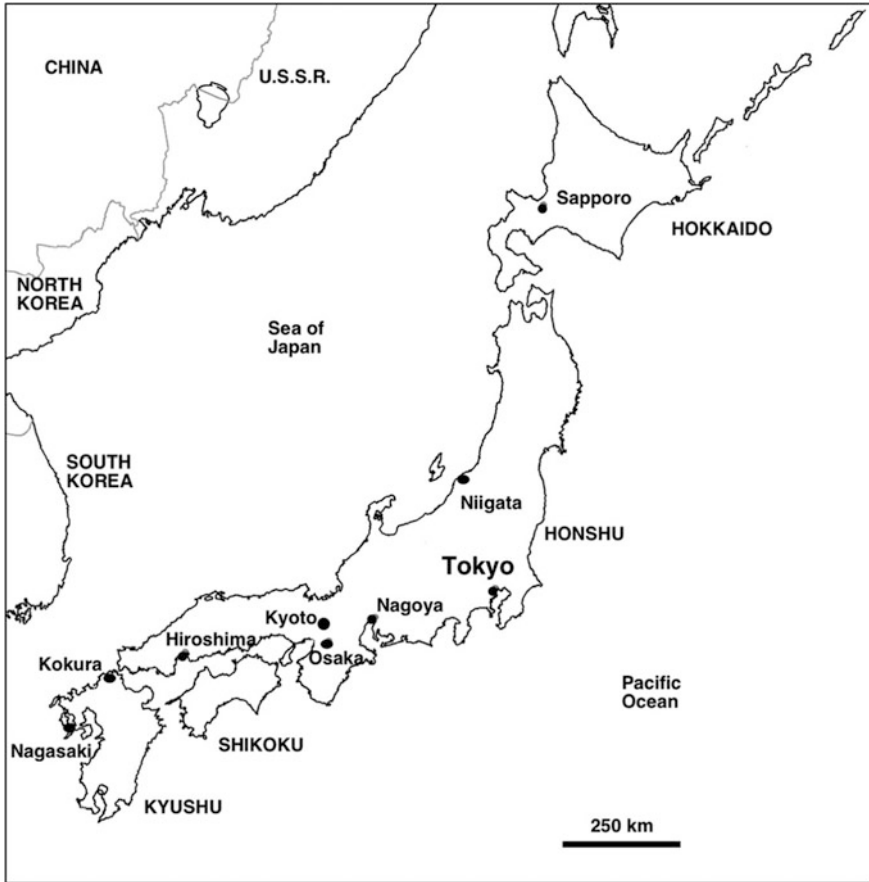 CHINA
U.S.S.R.
Sapporo
HOKKAIDO
NORTH
KOREA
Sea of
Japan
SOUTH
KOREA
Niigata
HONSHU
Tokyo
Nagoya
Kyoto
Hiroshima
Osaka
Kokura
Pacific
Ocean
Nagasaki
SHIKOKU
KYUSHU
250 km